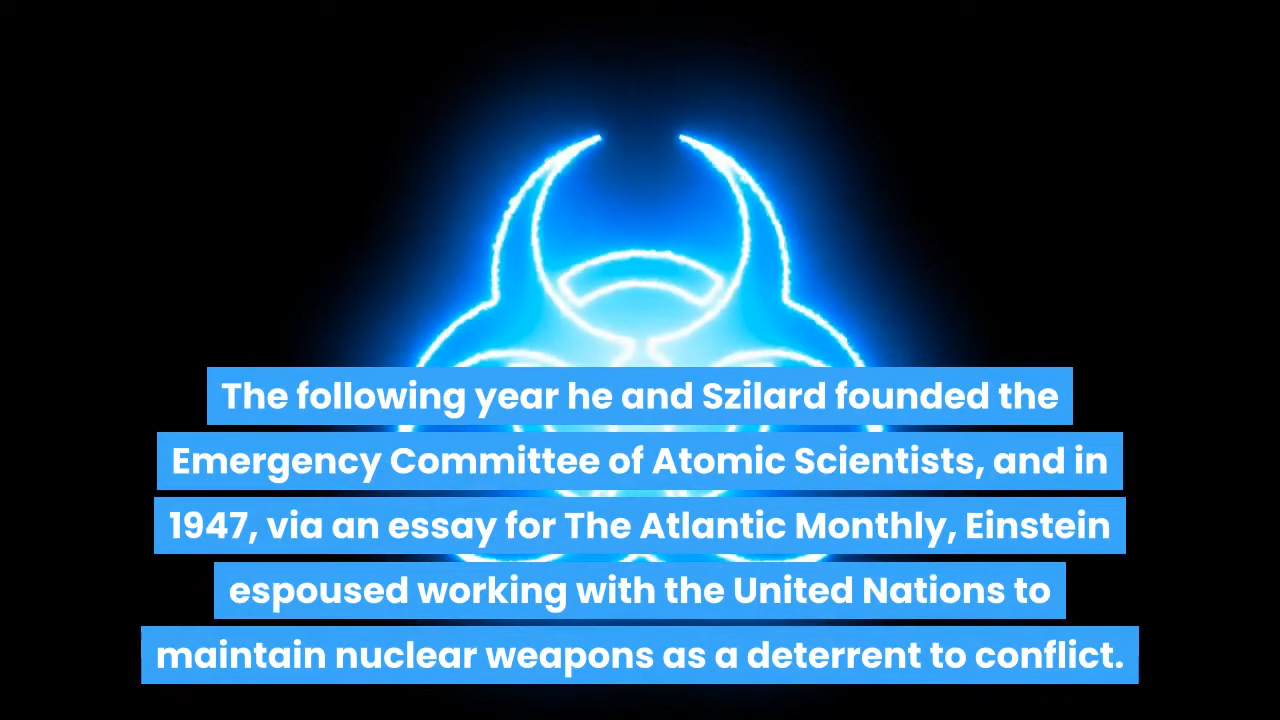 The following year he and Szilard founded the
Emergency Committee of Atomic Scientists, and in
1947, via an essay for The Atlantic Monthly, Einstein
espoused working with the United Nations to
maintain nuclear weapons as a deterrent to conflict.